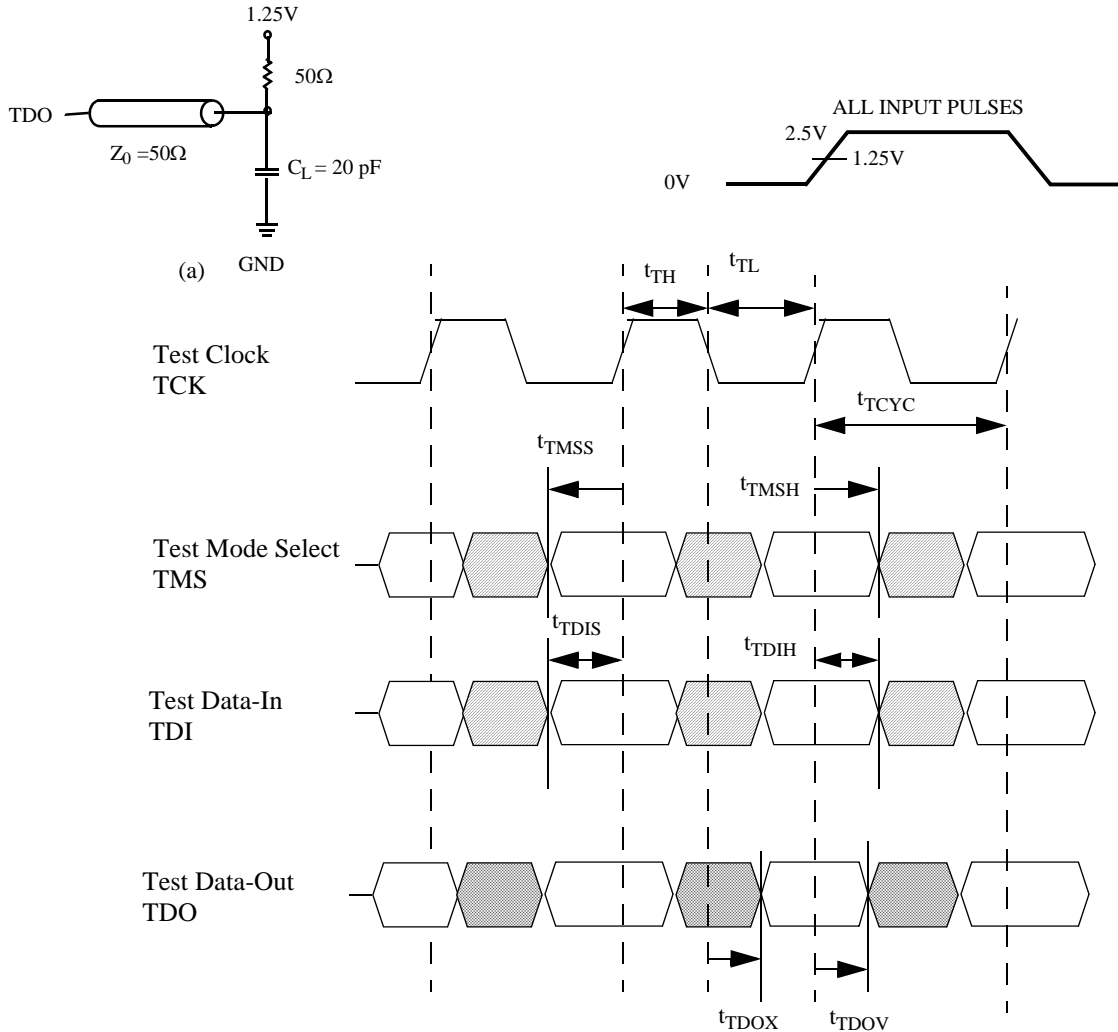 1.25V
50Ω
TDO
Z0 =50Ω
CL = 20 pF
(a)
GND
ALL INPUT PULSES
2.5V
1.25V
0V
tTH
tTL
Test Clock
TCK
tTCYC
tTMSS
tTMSH
Test Mode Select
TMS
tTDIS
tTDIH
Test Data-In
TDI
Test Data-Out
TDO
tTDOX
tTDOV